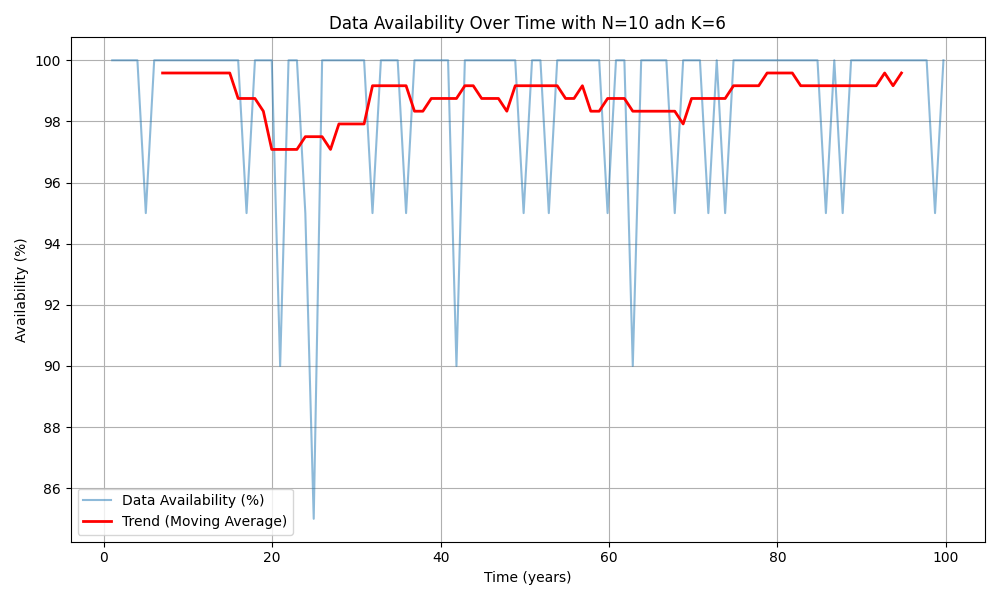 Data Availability Over Time with N=10 adn K=6
Availability (%)
100
98
96
94
92
90
88
86
Data Availability (%)
Trend (Moving Average)
0 20 40 60 80 100
Time (years)